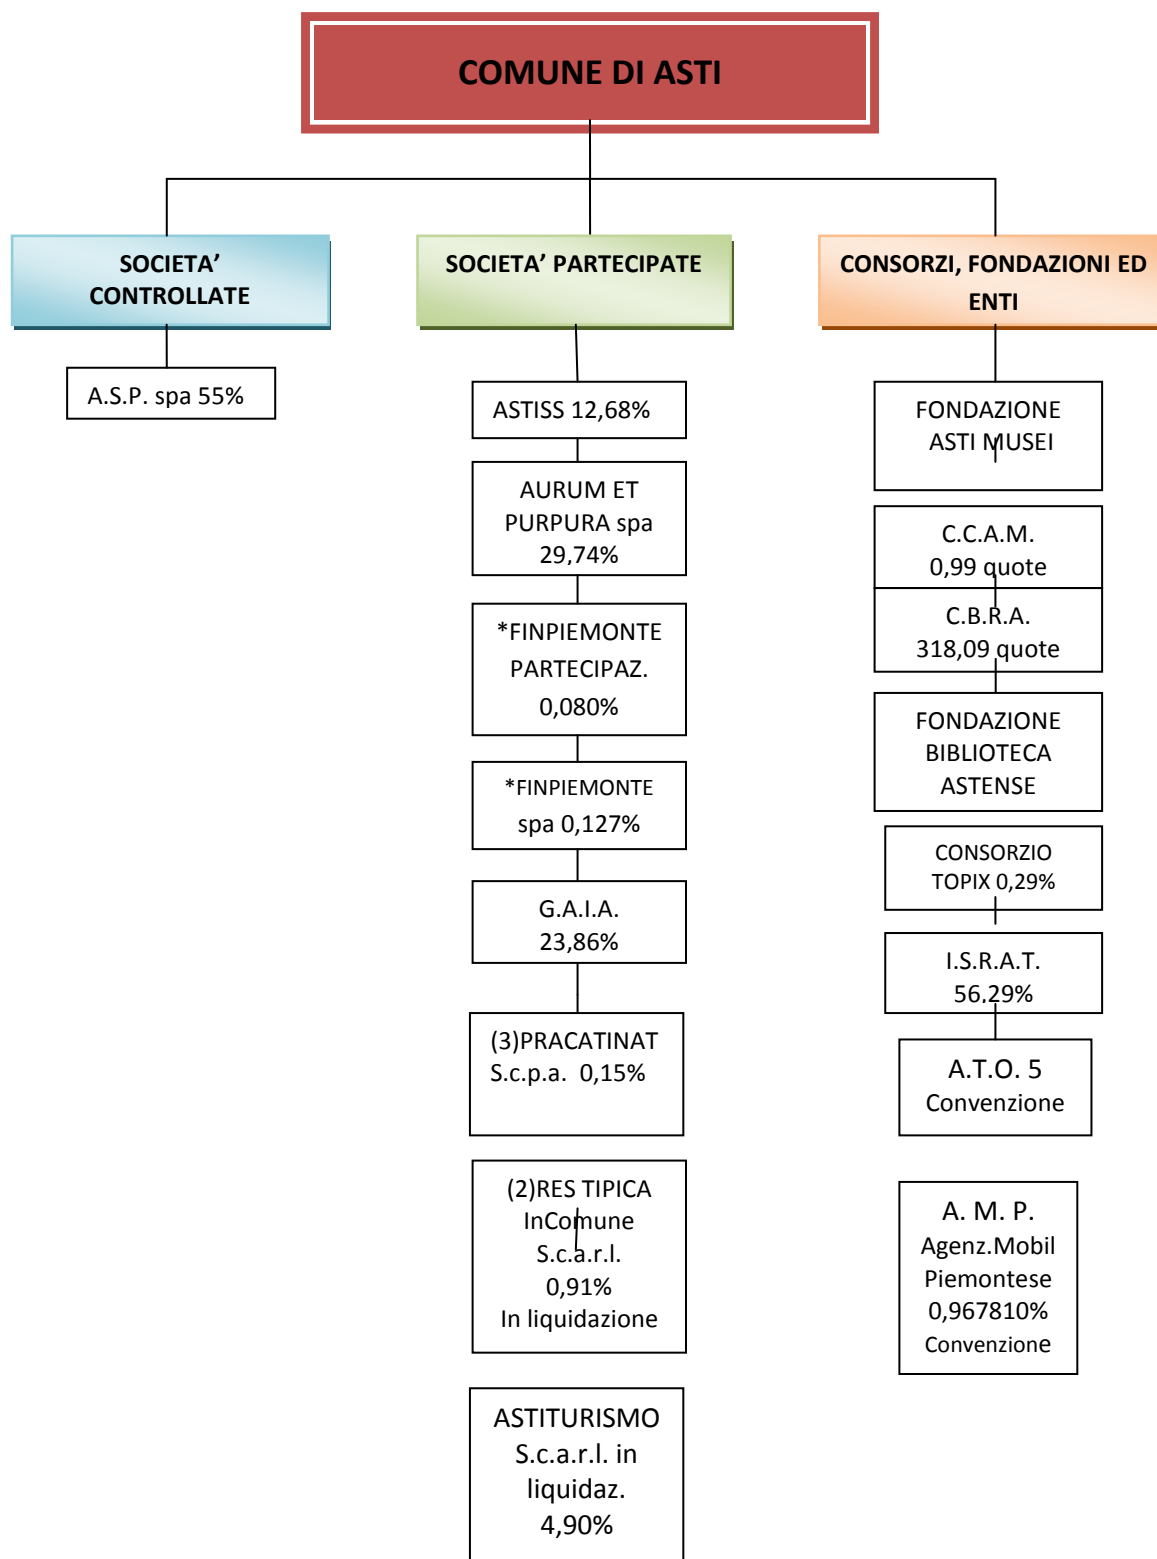 COMUNE DI ASTI
SOCIETA’
CONTROLLATE
A.S.P. spa 55%
SOCIETA’ PARTECIPATE
ASTISS 12,68%
AURUM ET
PURPURA spa
29,74%
*FINPIEMONTE
PARTECIPAZ.
0,080%
*FINPIEMONTE
spa 0,127%
G.A.I.A.
23,86%
(3)PRACATINAT
S.c.p.a. 0,15%
(2)RES TIPICA
InComune
S.c.a.r.l.
0,91%
In liquidazione
ASTITURISMO
S.c.a.r.l. in
liquidaz.
4,90%
CONSORZI, FONDAZIONI ED
ENTI
FONDAZIONE
ASTI MUSEI
C.C.A.M.
0,99 quote
C.B.R.A.
318,09 quote
FONDAZIONE
BIBLIOTECA
ASTENSE
CONSORZIO
TOPIX 0,29%
I.S.R.A.T.
56,29%
A.T.O. 5
Convenzione
A. M. P.
Agenz.Mobil
Piemontese
0,967810%
Convenzione